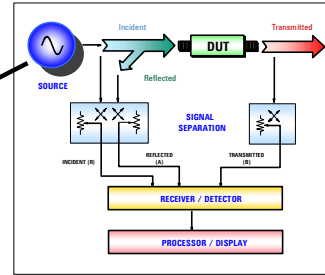 Incident
Transmitted
DUT
SOURCE
Reflected
SIGNAL
SEPARATION
INCIDENT (R)
REFLECTED
(A)
TRANSMITTED
(B)
RECEIVER / DETECTOR
PROCESSOR / DISPLAY